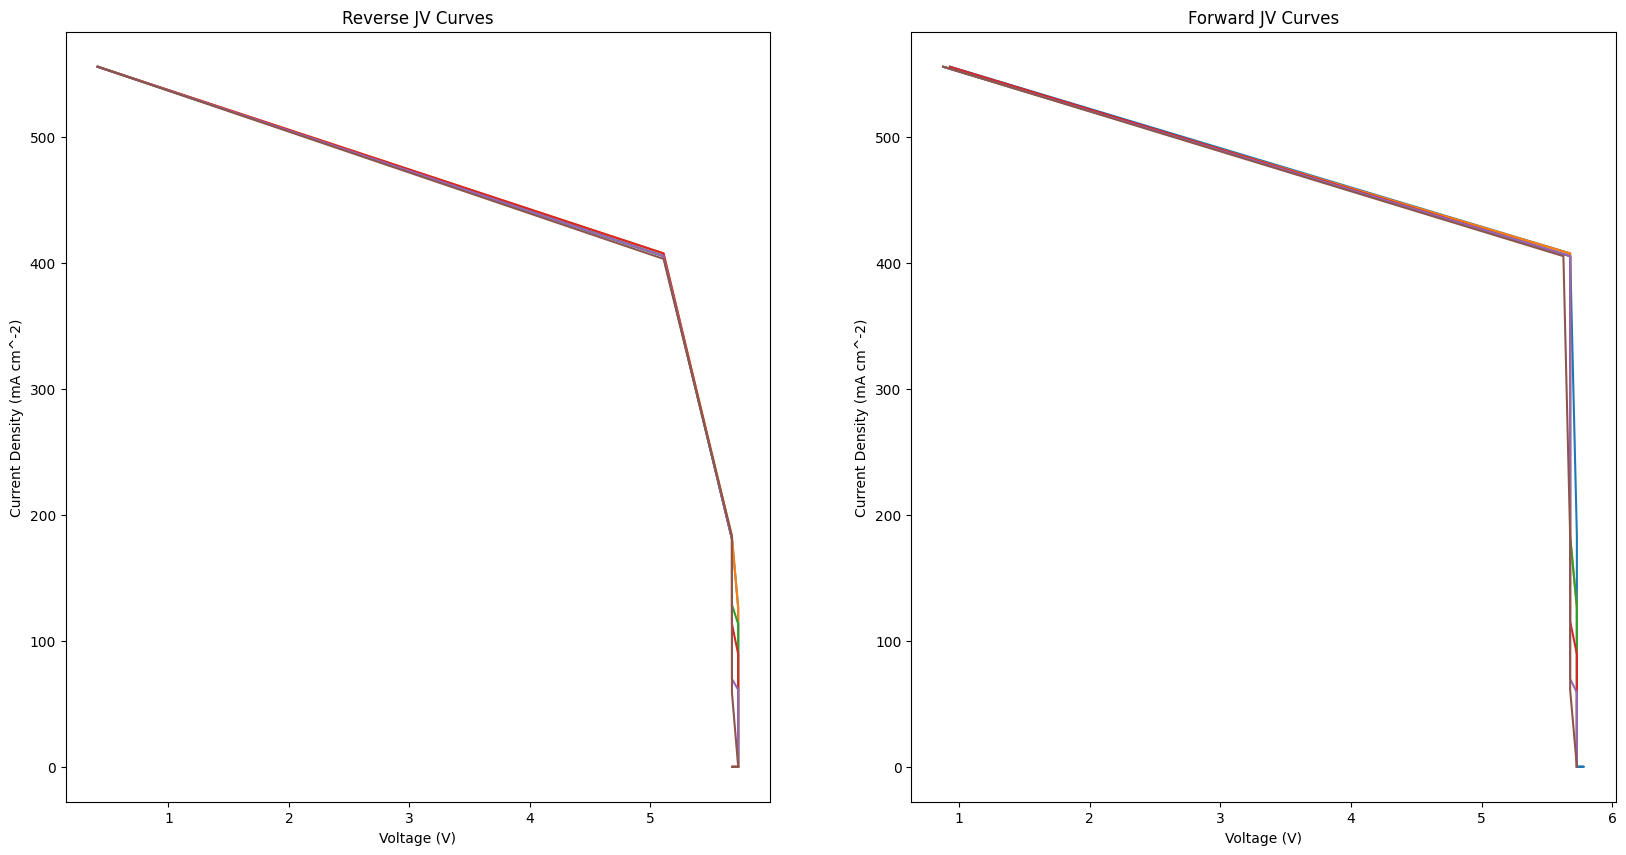 Reverse JV Curves
Current Density (mA cm^-2)
500
400
300
200
100
0
1 2 3 4 5
Voltage (V)
Forward JV Curves
Current Density (mA cm^-2)
500
400
300
200
100
0
1 2 3 4 5 6
Voltage (V)